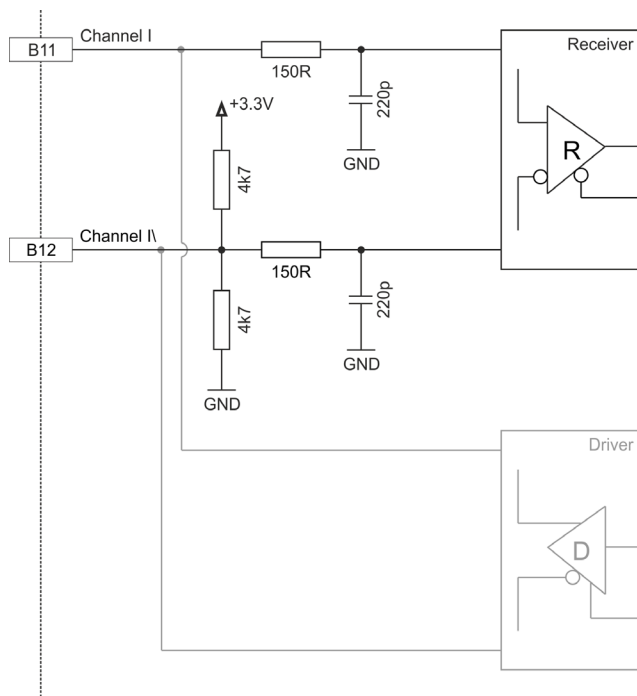 Channel I
Receiver
B11
150R
220p
+3.3V
GND
R
4k7
Channel I\
B12
150R
220p
4k7
GND
GND
Driver
D